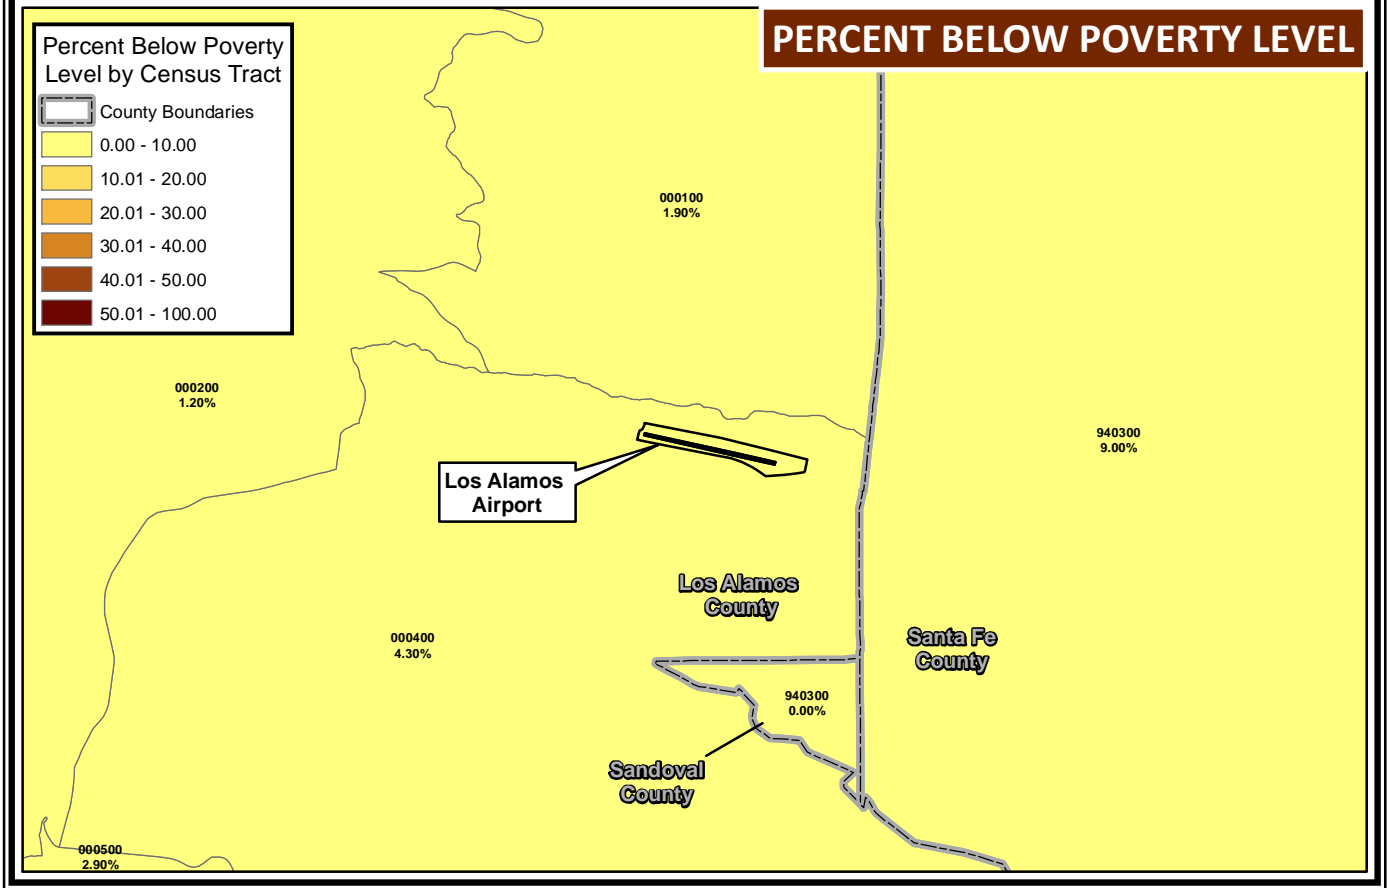 PERCENT BELOW POVERTY LEVEL
Percent Below Poverty
Level by Census Tract
County Boundaries
0.00 - 10.00
10.01 - 20.00
20.01 - 30.00
30.01 - 40.00
40.01 - 50.00
50.01 - 100.00
000100
1.90%
000200
1.20%
940300
9.00%
Los Alamos
Airport
Los Alamos
County
Santa Fe
County
000400
4.30%
940300
0.00%
Sandoval
County
000500
2.90%